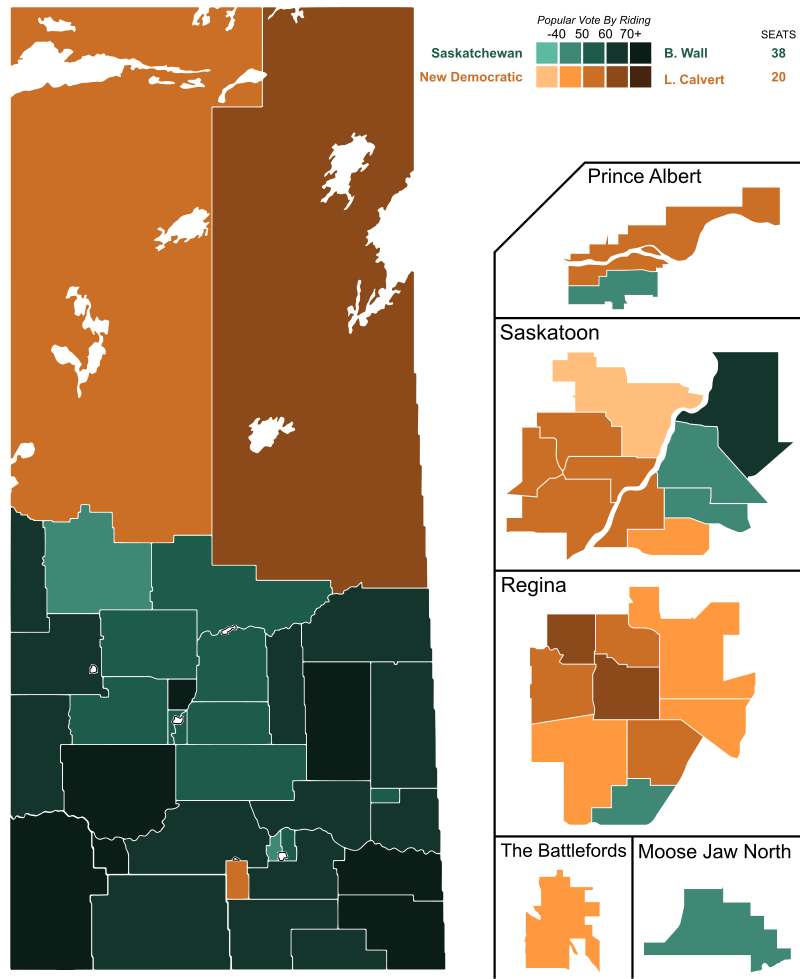 Popular Vote By Riding
-40 50 60 70+ SEATS
Saskatchewan B. Wall 38
New Democratic L. Calvert 20
Prince Albert
Saskatoon
Regina
The Battlefords
Moose Jaw North